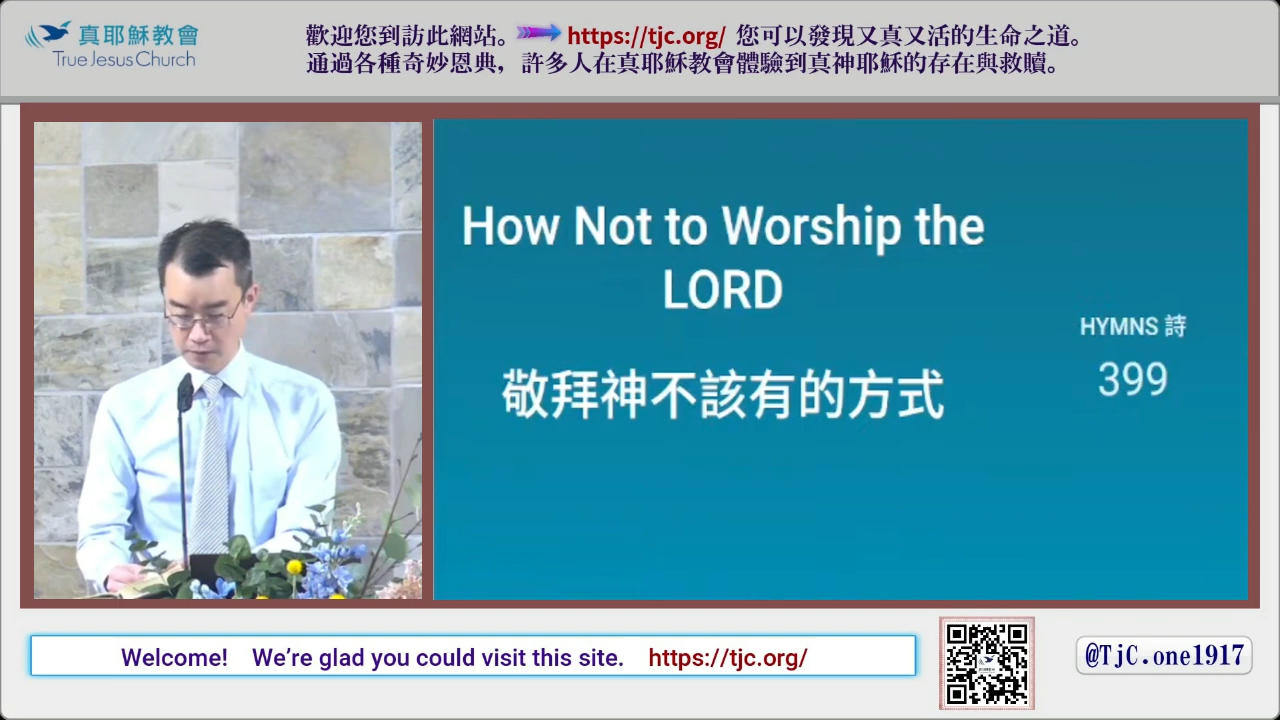 真耶穌教會
True Jesus Church
歡迎您到訪此網站。 https://tjc.org/ 您可以發現又真又活的生命之道。
通過各種奇妙恩典，許多人在真耶穌教會體驗到真神耶穌的存在與救贖。
How Not to Worship the
LORD
敬拜神不該有的方式
HYMNS 詩
399
Welcome! We’re glad you could visit this site. https://tjc.org/
@TjC.one1917